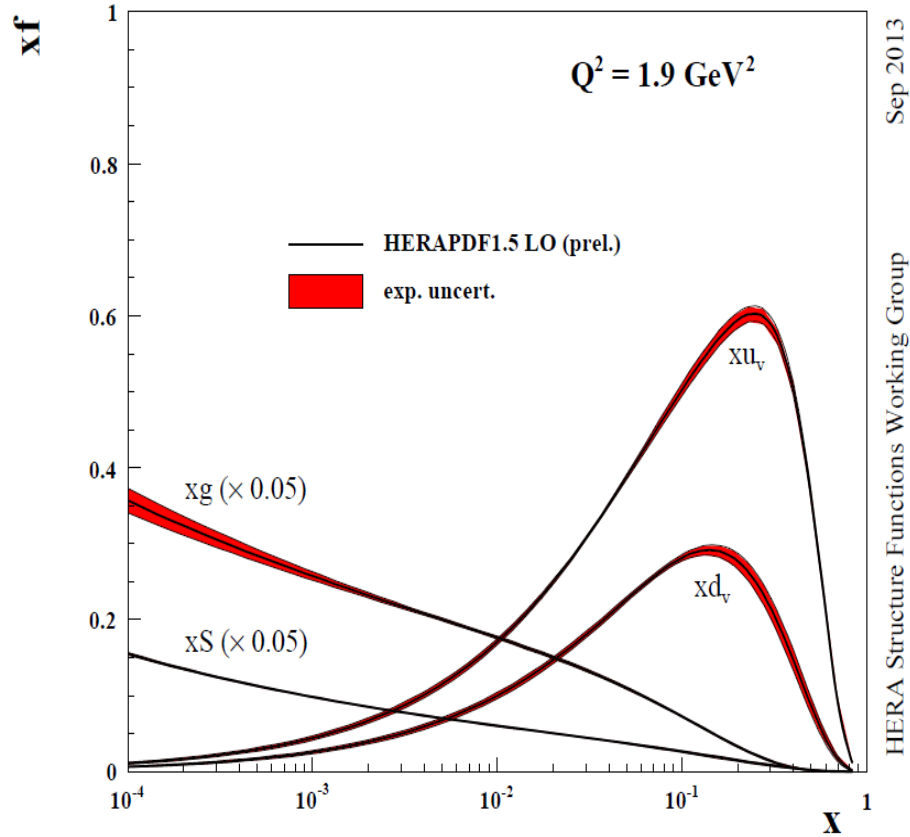 xf
1
0.8
0.6
0.4
0.2
0
Q² = 1.9 GeV²
HERAPDF1.5 LO (prel.)
exp. uncert.
xuᵥ
xg (× 0.05)
xdᵥ
xS (× 0.05)
10⁻⁴
10⁻³
10⁻²
10⁻¹
1
x
HERA Structure Functions Working Group
Sep 2013